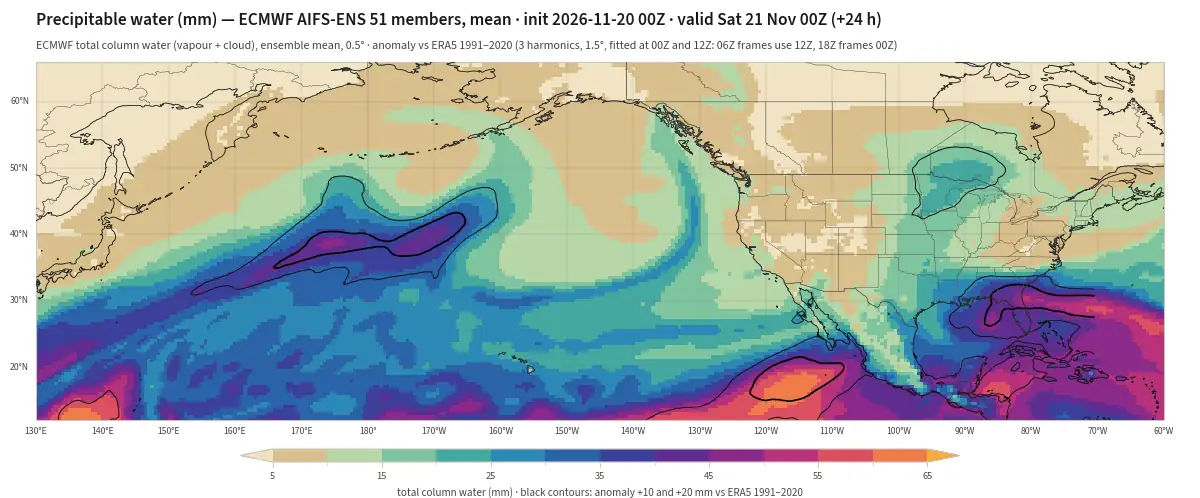 Precipitable water (mm) — ECMWF AIFS-ENS 51 members, mean · init 2026-11-20 00Z · valid Sat 21 Nov 00Z (+24 h)
ECMWF total column water (vapour + cloud), ensemble mean, 0.5° · anomaly vs ERA5 1991–2020 (3 harmonics, 1.5°, fitted at 00Z and 12Z: 06Z frames use 12Z, 18Z frames 00Z)
60°N
50°N
40°N
30°N
20°N
130°E 140°E 150°E 160°E 170°E 180° 170°W 160°W 150°W 140°W 130°W 120°W 110°W 100°W 90°W 80°W 70°W 60°W
5 15 25 35 45 55 65
total column water (mm) · black contours: anomaly +10 and +20 mm vs ERA5 1991–2020